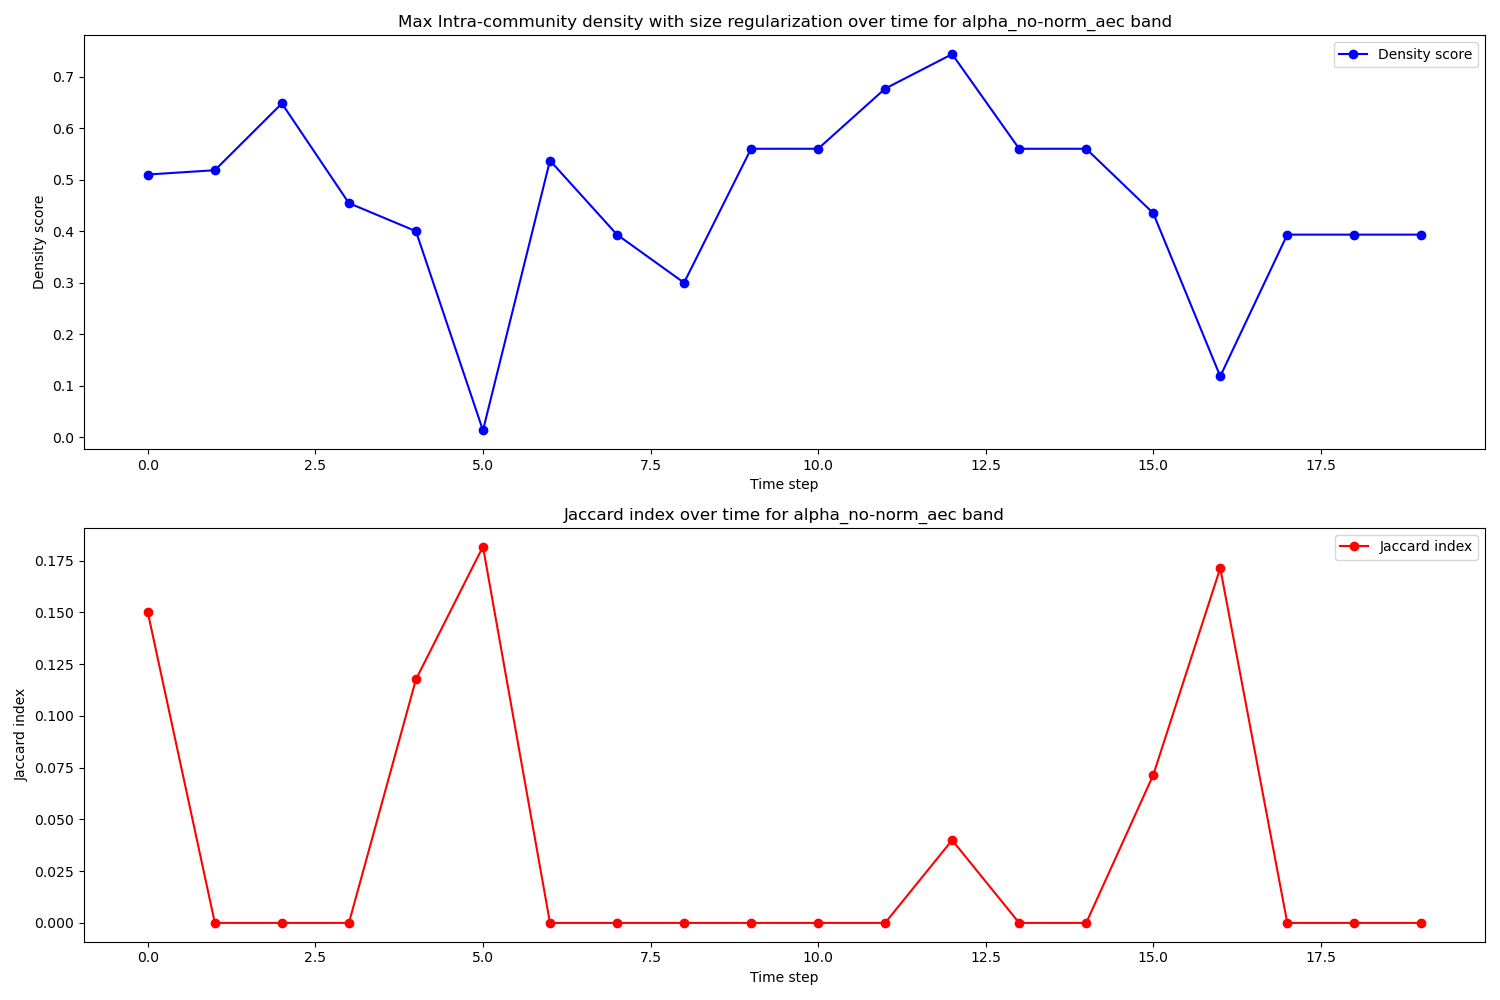 Max Intra-community density with size regularization over time for alpha_no-norm_aec band
Density score
0.7
0.6
0.5
0.4
0.3
0.2
0.1
0.0
Density score
0.0 2.5 5.0 7.5 10.0 12.5 15.0 17.5
Time step
Jaccard index over time for alpha_no-norm_aec band
Jaccard index
0.175
0.150
0.125
0.100
0.075
0.050
0.025
0.000
Jaccard index
0.0 2.5 5.0 7.5 10.0 12.5 15.0 17.5
Time step